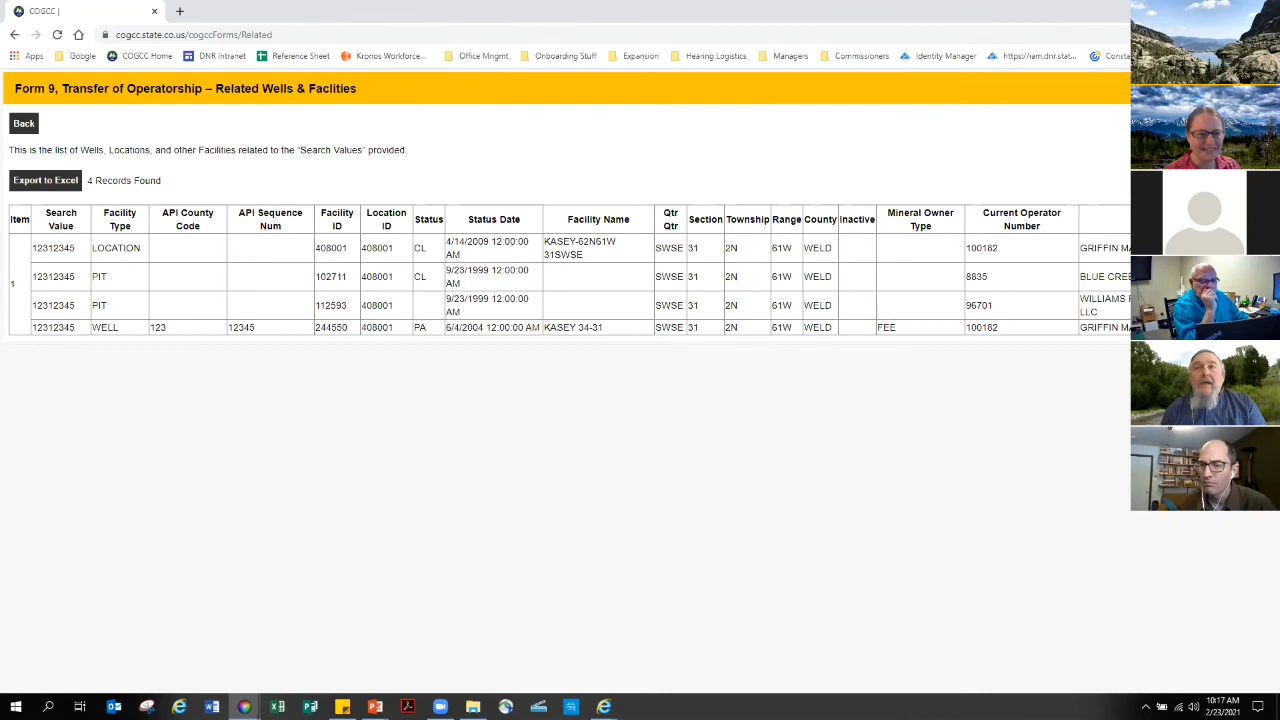 COGCC |
cogcc.state.co.us/cogccForms/Related
Apps Google COGCC Home DNR Intranet Reference Sheet Kronos Workforce... Office Mngmt Onboarding Stuff Expansion Hearing Logistics Managers Commissioners Identity Manager https://iam.dnr.stat... Consta
Form 9, Transfer of Operatorship – Related Wells & Faclities
Back
This is the list of Wells, Locations, and other Facilities related to the "Search Values" provided.
Export to Excel 4 Records Found
Item Search Value Facility Type API County Code API Sequence Num Facility ID Location ID Status Status Date Facility Name Qtr Qtr Section Township Range County Inactive Mineral Owner Type Current Operator Number
1
12312345 LOCATION 408001 408001 CL 4/14/2009 12:00:00 AM KASEY-62N61W 31SWSE SWSE 31 2N 61W WELD 100182 GRIFFIN MA
12312345 PIT 102711 408001 CL 9/23/1999 12:00:00 AM SWSE 31 2N 61W WELD 8835 BLUE CREE
12312345 PIT 112593 408001 9/23/1999 12:00:00 AM SWSE 31 2N 61W WELD 96701 WILLIAMS LLC
12312345 WELL 123 12345 244550 408001 PA 6/4/2004 12:00:00 AM KASEY 34-31 SWSE 31 2N 61W WELD FEE 100182 GRIFFIN MA
10:17 AM
2/23/2021